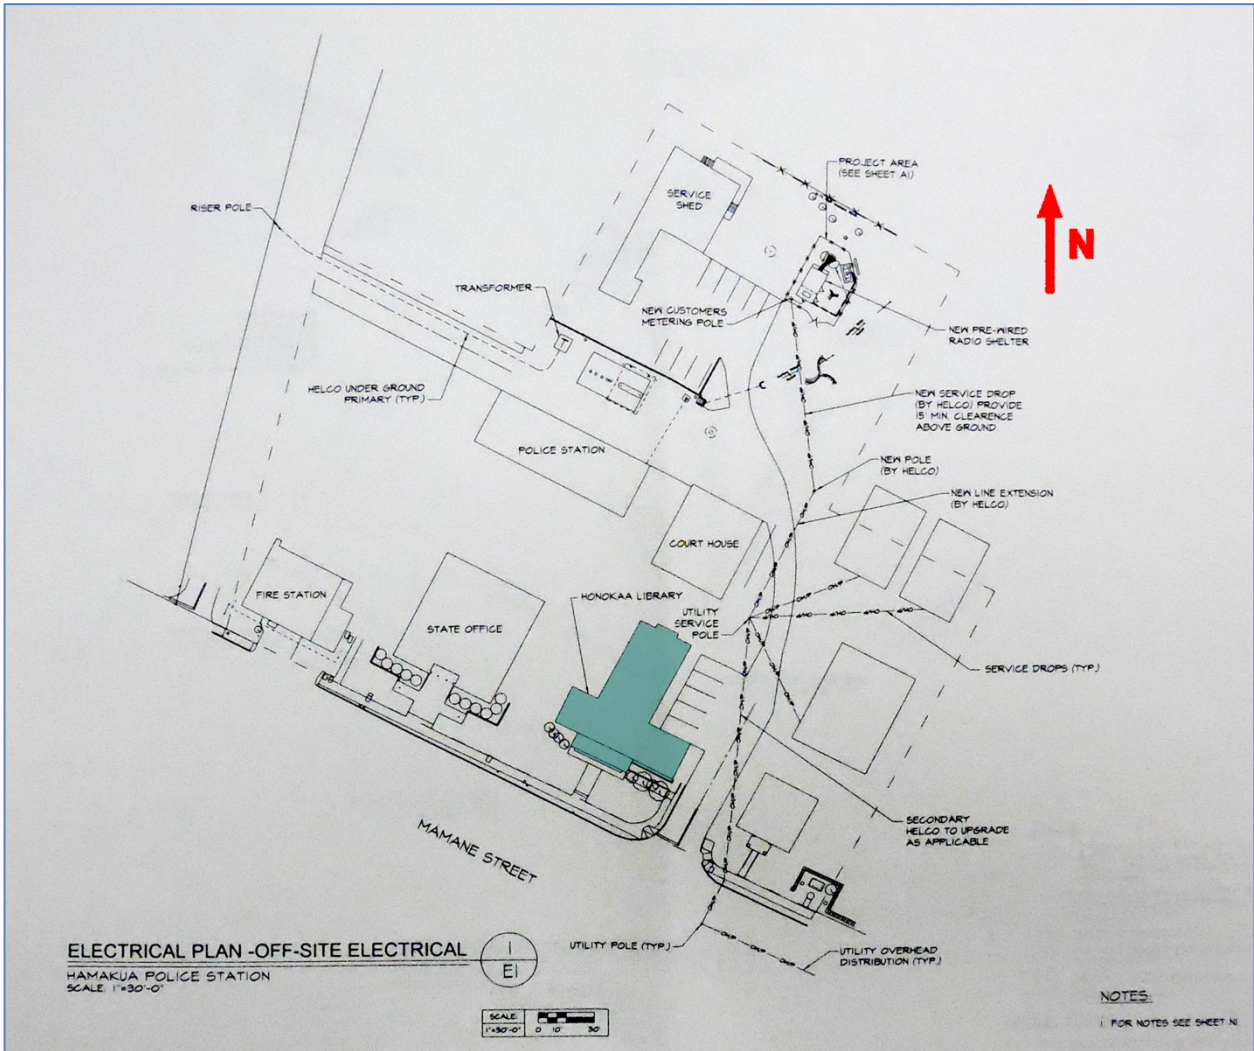 PROJECT AREA
(SEE SHEET A1)
SERVICE
SHED
RISER POLE
N
TRANSFORMER
NEW CUSTOMERS
METERING POLE
NEW PRE-WIRED
RADIO SHELTER
HELCO UNDER GROUND
PRIMARY (TYP.)
NEW SERVICE DROP
(BY HELCO) PROVIDE
15' MIN. CLEARENCE
ABOVE GROUND.
POLICE STATION
NEW POLE
(BY HELCO)
NEW LINE EXTENSION
(BY HELCO)
COURT HOUSE
FIRE STATION
HONOKAA LIBRARY
UTILITY
SERVICE
POLE
STATE OFFICE
SERVICE DROPS (TYP.)
SECONDARY
HELCO TO UPGRADE
AS APPLICABLE
MAMANE STREET
UTILITY POLE (TYP.)
UTILITY OVERHEAD
DISTRIBUTION (TYP.)
ELECTRICAL PLAN -OFF-SITE ELECTRICAL
HAMAKUA POLICE STATION
SCALE: 1"=30'-0"
1
E1
SCALE:
1"=30'-0"
0 10' 30'
NOTES:
1. FOR NOTES SEE SHEET N1